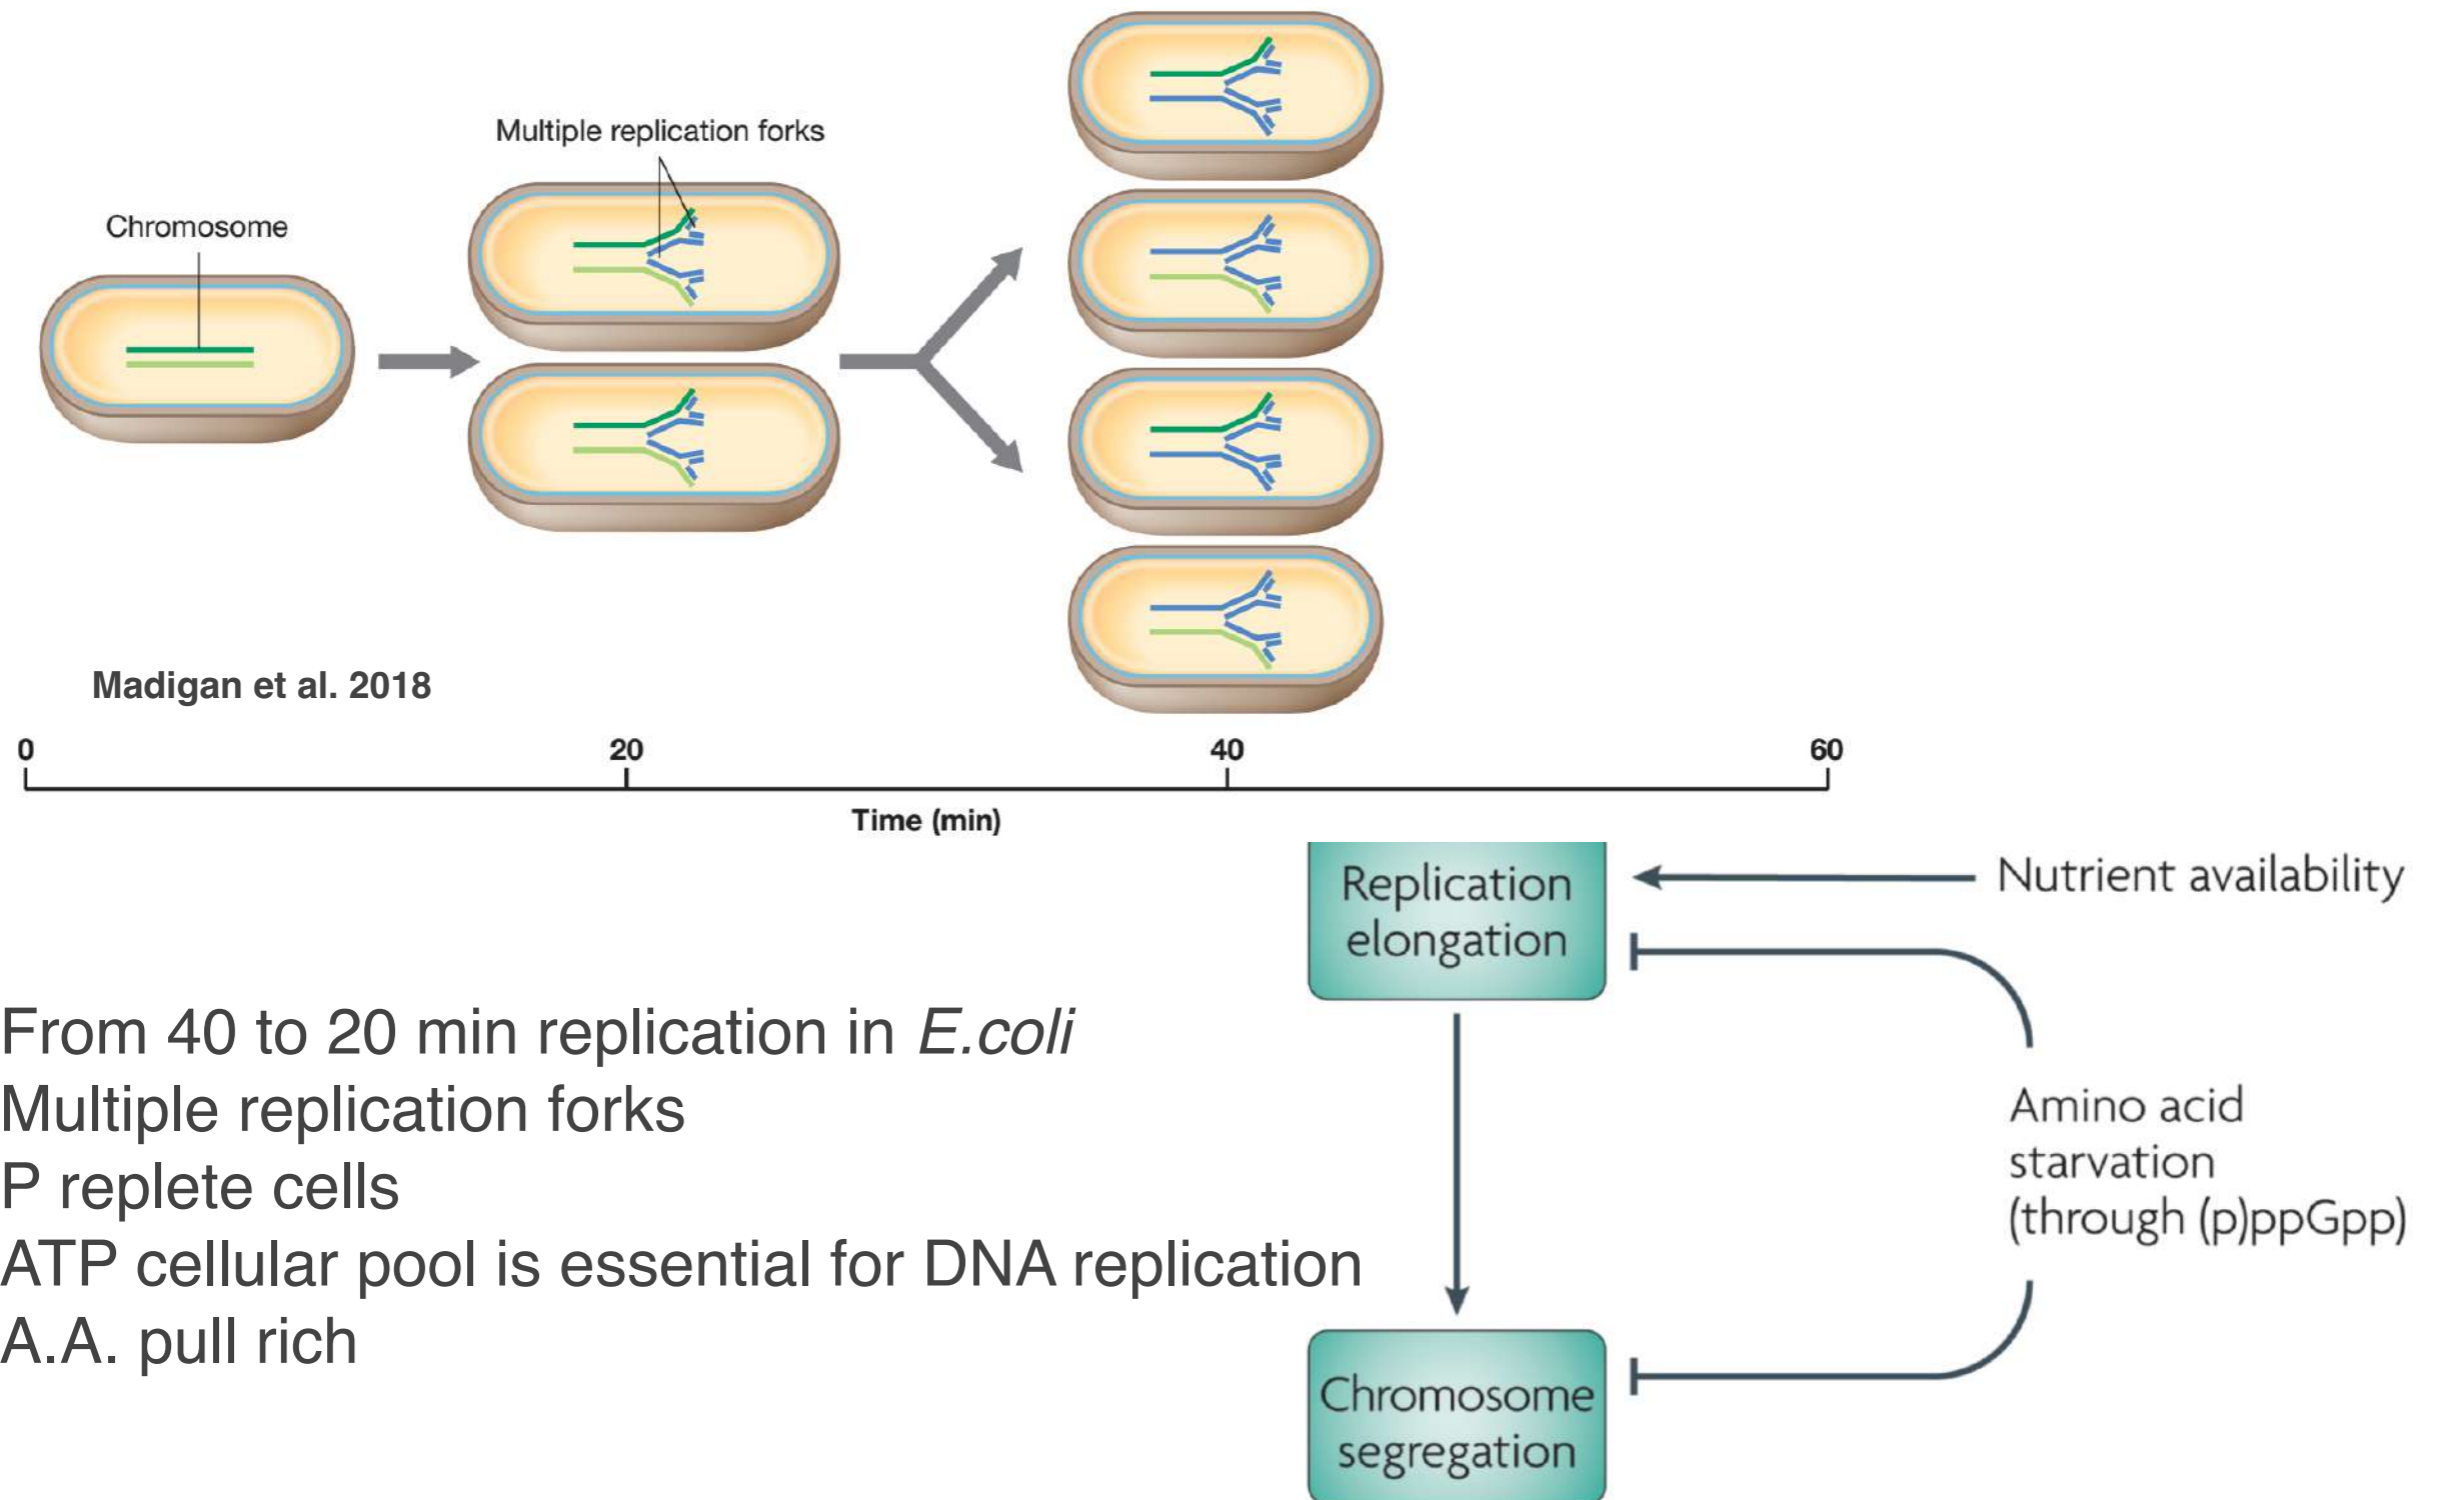 Multiple replication forks
Chromosome
Madigan et al. 2018
0 20 40 60
Time (min)
Replication
elongation
Nutrient availability
Amino acid
starvation
(through (p)ppGpp)
Chromosome
segregation
From 40 to 20 min replication in E.coli
Multiple replication forks
P replete cells
ATP cellular pool is essential for DNA replication
A.A. pull rich